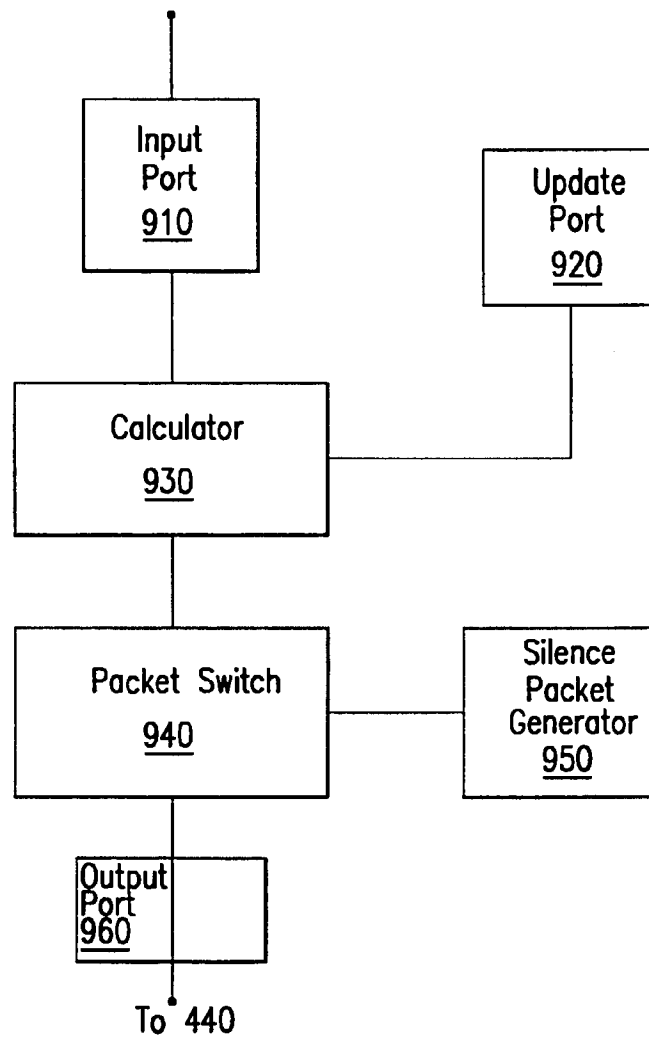 Input
Port
910
Update
Port
920
Calculator
930
Packet Switch
940
Silence
Packet
Generator
950
Output
Port
960
To 440